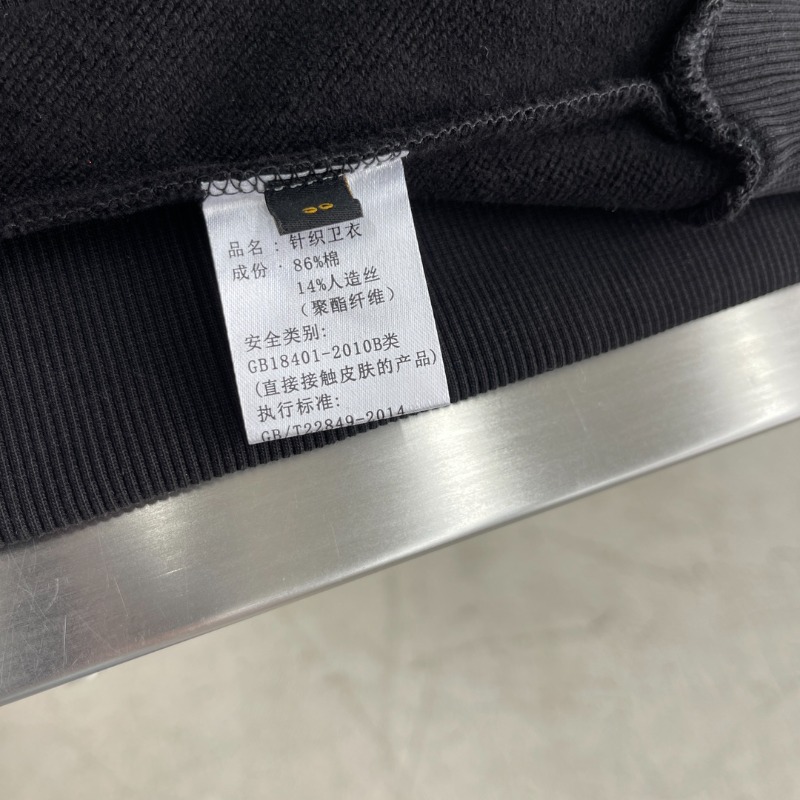 品名：针织卫衣
成份：86%棉
14%人造丝
（聚酯纤维）
安全类别:
GB18401-2010B类
(直接接触皮肤的产品)
执行标准:
GB/T22849-2014